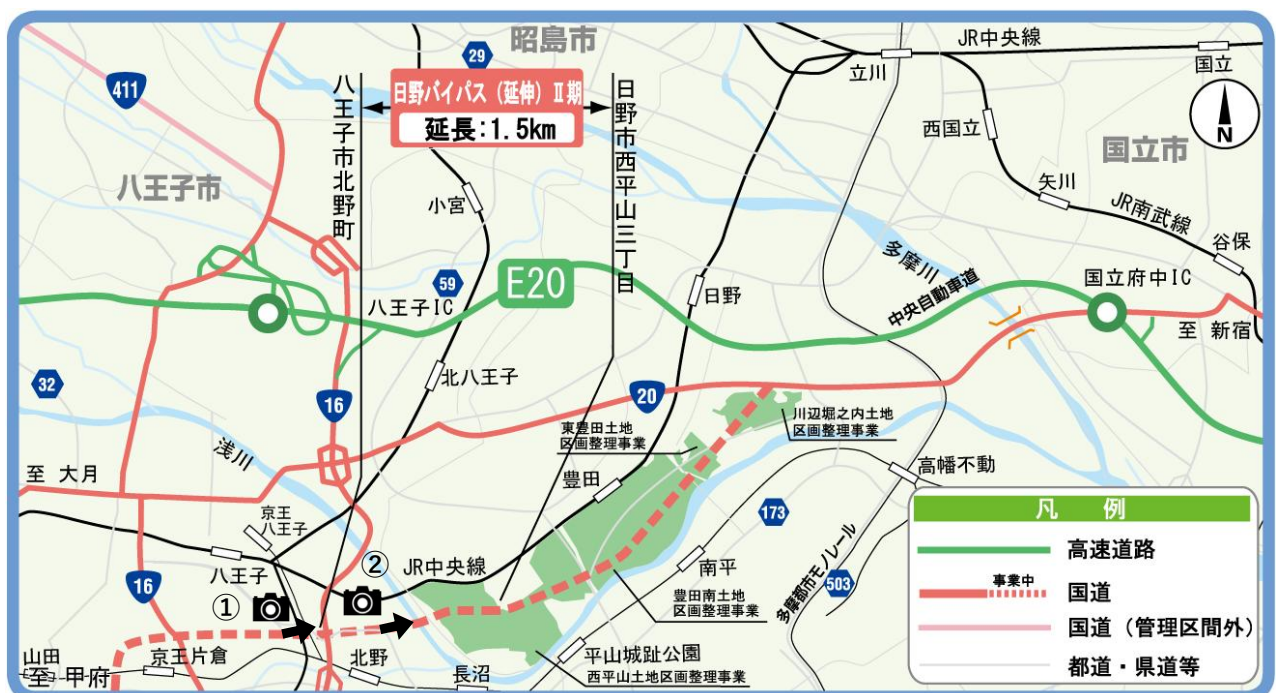 昭島市
JR中央線
29
立川
国立
411
八王子市北野町
日野バイパス（延伸）Ⅱ期
延長：1.5km
日野市西平山三丁目
N
西国立
国立市
八王子市
小宮
矢川
JR南武線
谷保
多摩川
59
E20
日野
中央自動車道
国立府中IC
八王子IC
至 新宿
32
北八王子
16
20
浅川
東豊田土地
区画整理事業
川辺堀之内土地
区画整理事業
至 大月
豊田
高幡不動
京王
八王子
173
凡　例
高速道路
事業中
国道
国道（管理区間外）
都道・県道等
八王子
16
①
②
JR中央線
南平
多摩都市モノレール
503
豊田南土地
区画整理事業
山田
至 甲府
京王片倉
北野
長沼
平山城趾公園
西平山土地区画整理事業